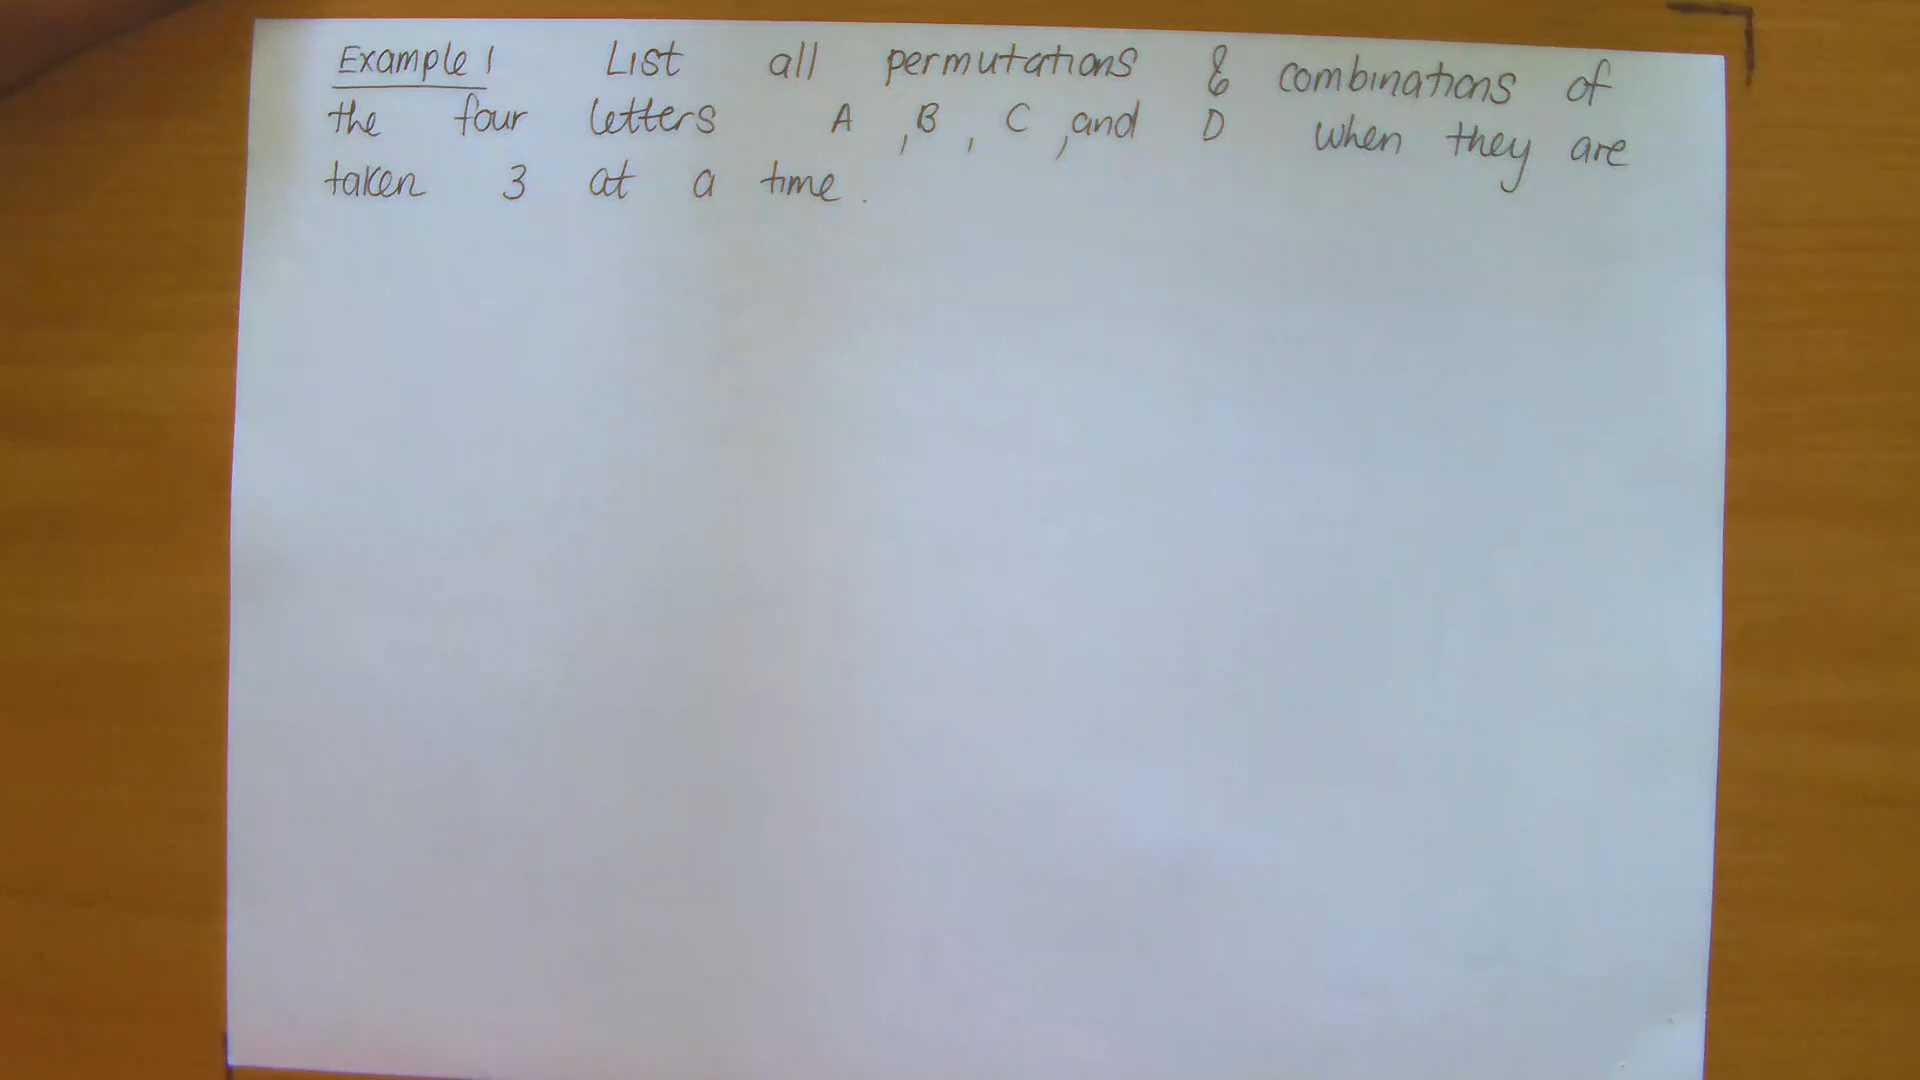 Example 1 List all permutations & combinations of
the four letters A, B, C, and D when they are
taken 3 at a time.